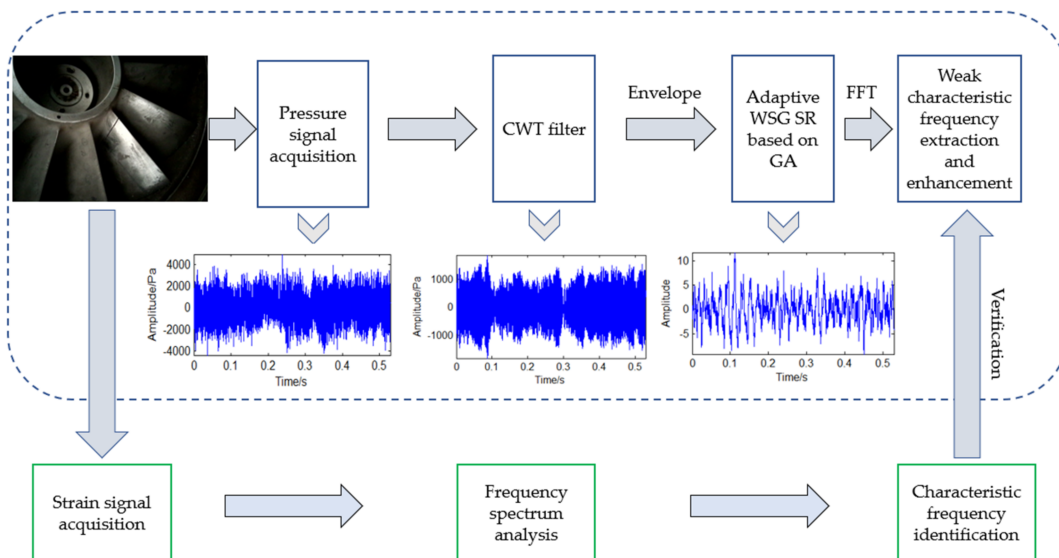 Pressure
signal
acquisition
CWT filter
Envelope
Adaptive
WSG SR
based on
GA
FFT
Weak
characteristic
frequency
extraction
and
enhancement
Amplitude/Pa
4000
2000
0
-2000
-4000
0 0.1 0.2 0.3 0.4 0.5
Time/s
Amplitude/Pa
1000
0
-1000
0 0.1 0.2 0.3 0.4 0.5
Time/s
Amplitude
10
5
0
-5
0 0.1 0.2 0.3 0.4 0.5
Time/s
Verification
Strain signal
acquisition
Frequency
spectrum
analysis
Characteristic
frequency
identification